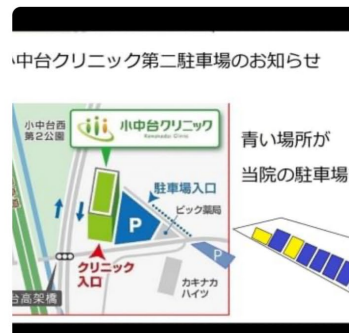 小中台クリニック第二駐車場のお知らせ
小中台西
第2公園
小中台クリニック
Konakadai Clinic
青い場所が
当院の駐車場
駐車場入口
ビック薬局
P
P
クリニック
入口
カキナカ
ハイツ
台高架橋